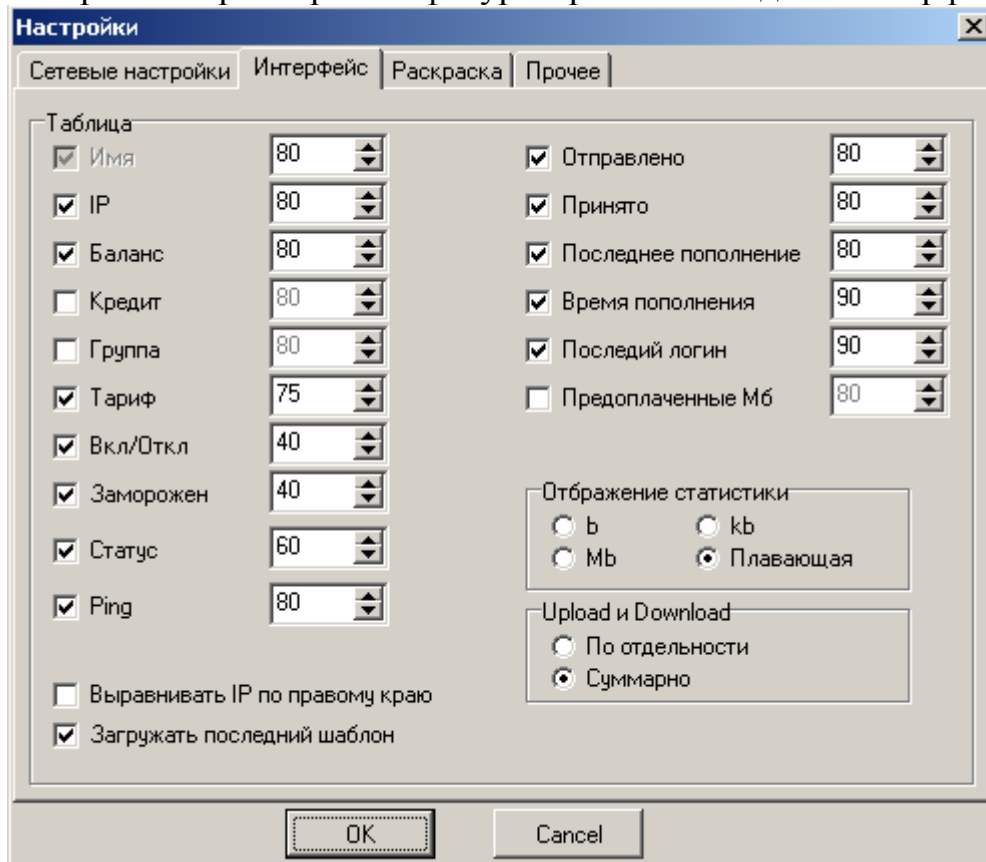 Настройки
Сетевые настройки Интерфейс Раскраска Прочее
Таблица
Имя 80
IP 80
Баланс 80
Кредит 80
Группа 80
Тариф 75
Вкл/Откл 40
Заморожен 40
Статус 60
Ping 80
Выравнивать IP по правому краю
Загружать последний шаблон
Отправлено 80
Принято 80
Последнее пополнение 80
Время пополнения 90
Последий логин 90
Предоплаченные Мб 80
Отбражение статистики
b kb
Mb Плавающая
Upload и Download
По отдельности
Суммарно
OK Cancel